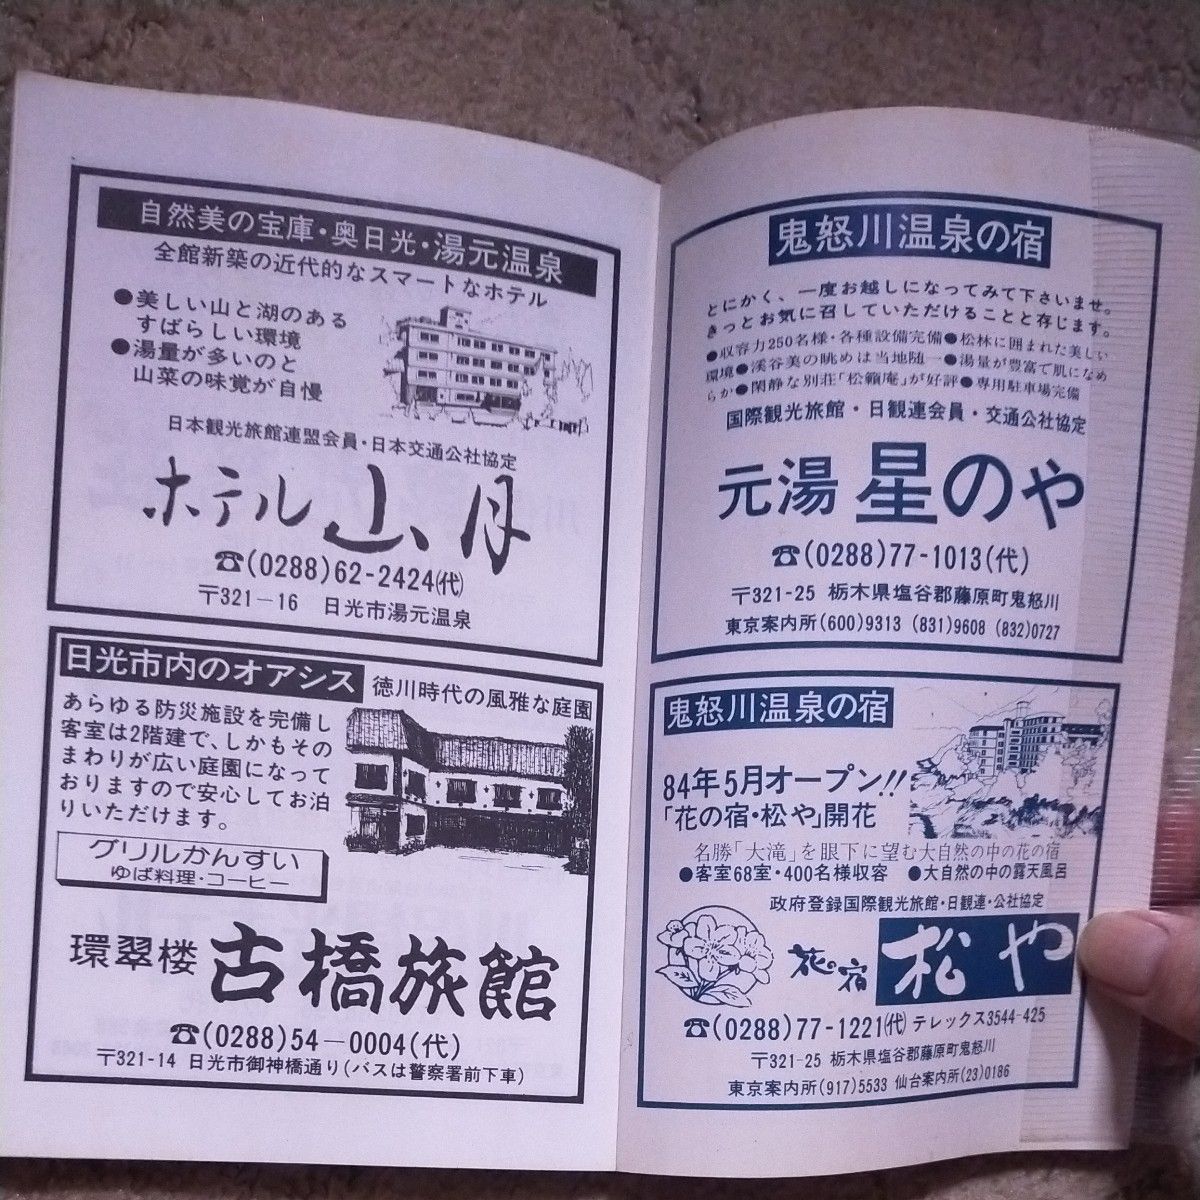 自然美の宝庫・奥日光・湯元温泉
全館新築の近代的なスマートなホテル
●美しい山と湖のある
すばらしい環境
●湯量が多いのと
山菜の味覚が自慢
日本観光旅館連盟会員・日本交通公社協定
ホテル山月
☎(0288)62-2424(代)
〒321-16 日光市湯元温泉
日光市内のオアシス
徳川時代の風雅な庭園
あらゆる防災施設を完備し
客室は2階建で、しかもその
まわりが広い庭園になって
おりますので安心してお泊
りいただけます。
グリルかんすい
ゆば料理・コーヒー
環翠楼 古橋旅館
☎(0288)54-0004(代)
〒321-14 日光市御神橋通り(バスは警察署前下車)
鬼怒川温泉の宿
とにかく、一度お越しになってみて下さいませ。
きっとお気に召していただけることと存じます。
●収容力250名様・各種設備完備●松林に囲まれた美しい
環境●渓谷美の眺めは当地随一●湯量が豊富で肌になめ
らか●閑静な別荘「松籟庵」が好評●専用駐車場完備
国際観光旅館・日観連会員・交通公社協定
元湯 星のや
☎(0288)77-1013(代)
〒321-25 栃木県塩谷郡藤原町鬼怒川
東京案内所(600)9313 (831)9608 (832)0727
鬼怒川温泉の宿
84年5月オープン!!
「花の宿・松や」開花
名勝「大滝」を眼下に望む大自然の中の花の宿
●客室68室・400名様収容 ●大自然の中の露天風呂
政府登録国際観光旅館・日観連・公社協定
花の宿 松や
☎(0288)77-1221(代) テレックス3544-425
〒321-25 栃木県塩谷郡藤原町鬼怒川
東京案内所(917)5533 仙台案内所(23)0186